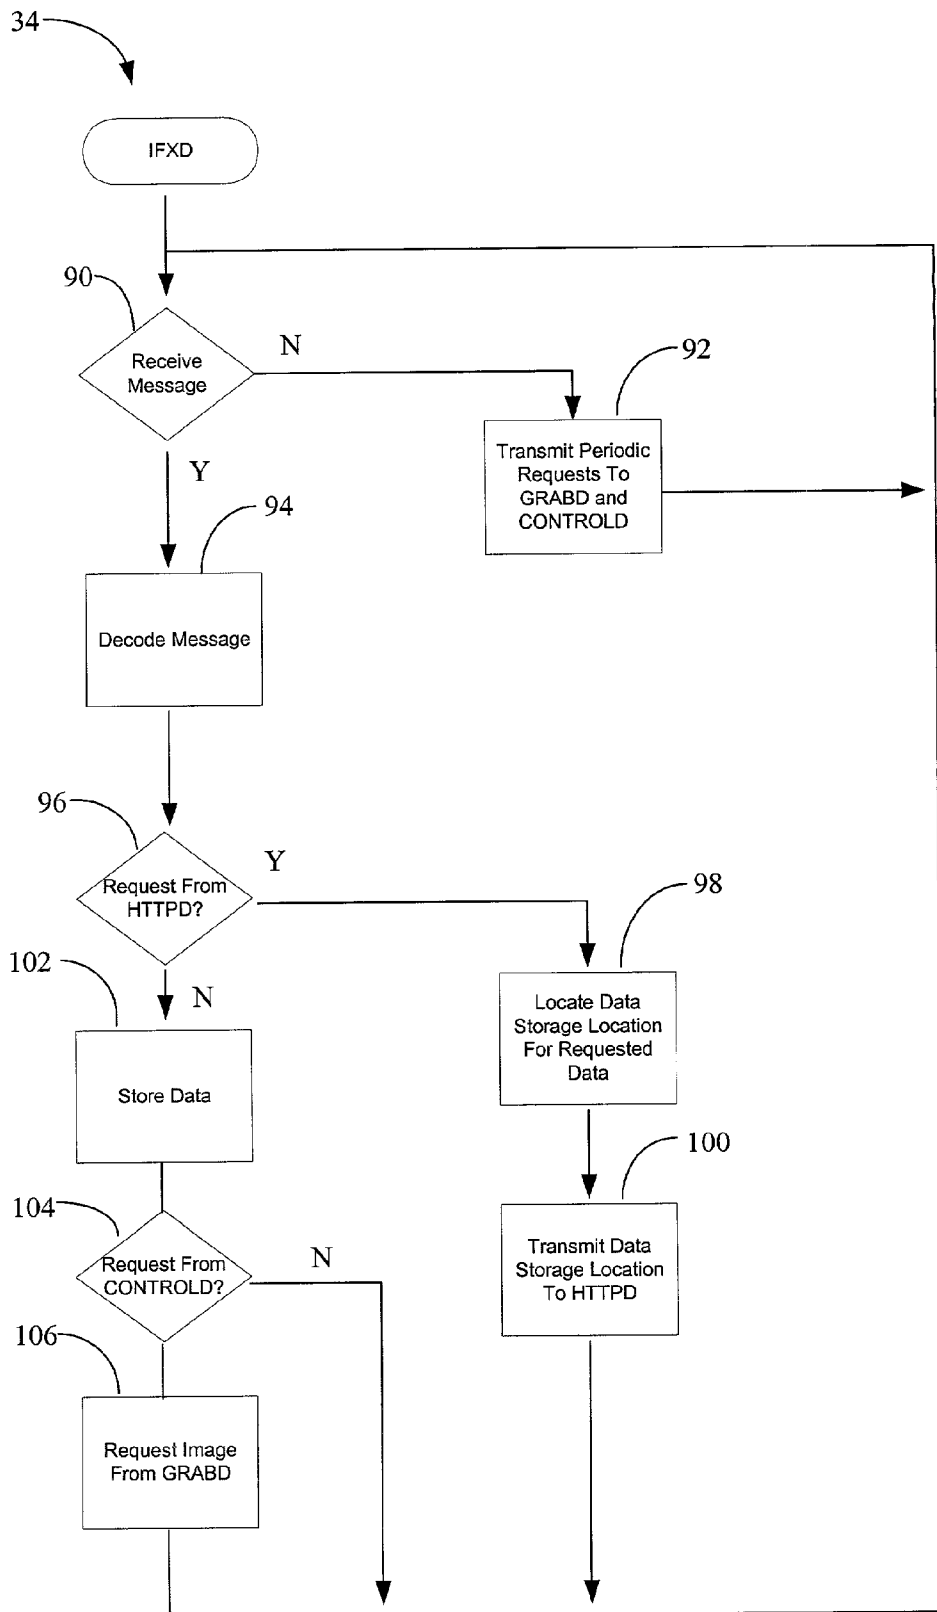 34
IFXD
90
Receive
Message
N
92
Transmit Periodic
Requests To
GRABD and
CONTROLD
Y
94
Decode Message
96
Request From
HTTPD?
Y
98
Locate Data
Storage Location
For Requested
Data
102
N
Store Data
100
Transmit Data
Storage Location
To HTTPD
104
Request From
CONTROLD?
N
106
Request Image
From GRABD